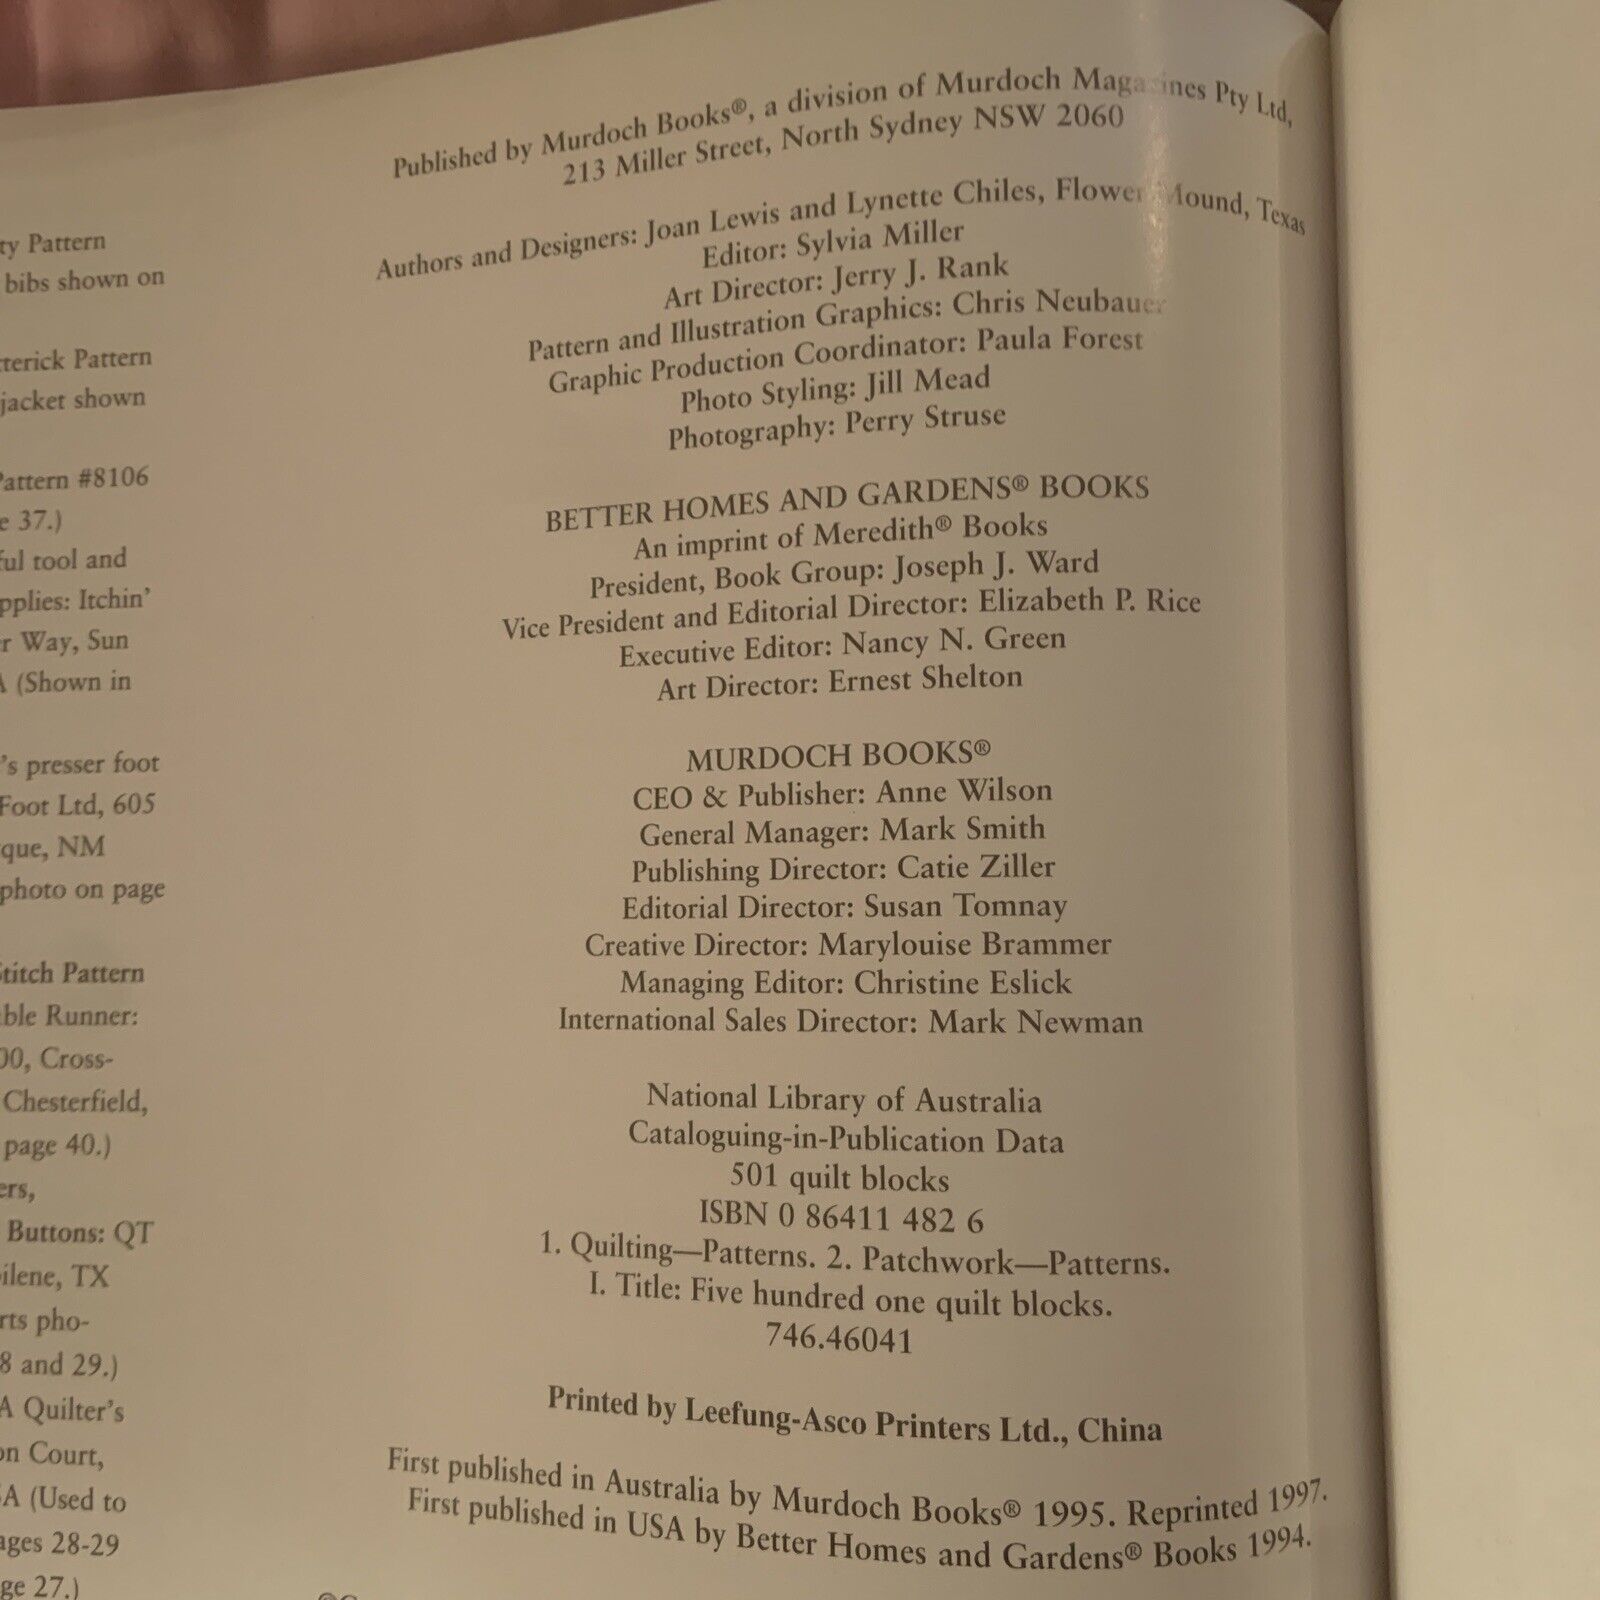 ty Pattern
bibs shown on
tterick Pattern
jacket shown
Pattern #8106
e 37.)
ful tool and
pplies: Itchin'
r Way, Sun
A (Shown in
's presser foot
Foot Ltd, 605
que, NM
photo on page
Stitch Pattern
ble Runner:
00, Cross-
Chesterfield,
page 40.)
ers,
Buttons: QT
ilene, TX
rts pho-
8 and 29.)
A Quilter's
on Court,
SA (Used to
ages 28-29
ge 27.)
Published by Murdoch Books®, a division of Murdoch Magazines Pty Ltd,
213 Miller Street, North Sydney NSW 2060
Authors and Designers: Joan Lewis and Lynette Chiles, Flower Mound, Texas
Editor: Sylvia Miller
Art Director: Jerry J. Rank
Pattern and Illustration Graphics: Chris Neubauer
Graphic Production Coordinator: Paula Forest
Photo Styling: Jill Mead
Photography: Perry Struse
BETTER HOMES AND GARDENS® BOOKS
An imprint of Meredith® Books
President, Book Group: Joseph J. Ward
Vice President and Editorial Director: Elizabeth P. Rice
Executive Editor: Nancy N. Green
Art Director: Ernest Shelton
MURDOCH BOOKS®
CEO & Publisher: Anne Wilson
General Manager: Mark Smith
Publishing Director: Catie Ziller
Editorial Director: Susan Tomnay
Creative Director: Marylouise Brammer
Managing Editor: Christine Eslick
International Sales Director: Mark Newman
National Library of Australia
Cataloguing-in-Publication Data
501 quilt blocks
ISBN 0 86411 482 6
1. Quilting—Patterns. 2. Patchwork—Patterns.
I. Title: Five hundred one quilt blocks.
746.46041
Printed by Leefung-Asco Printers Ltd., China
First published in Australia by Murdoch Books® 1995. Reprinted 1997.
First published in USA by Better Homes and Gardens® Books 1994.